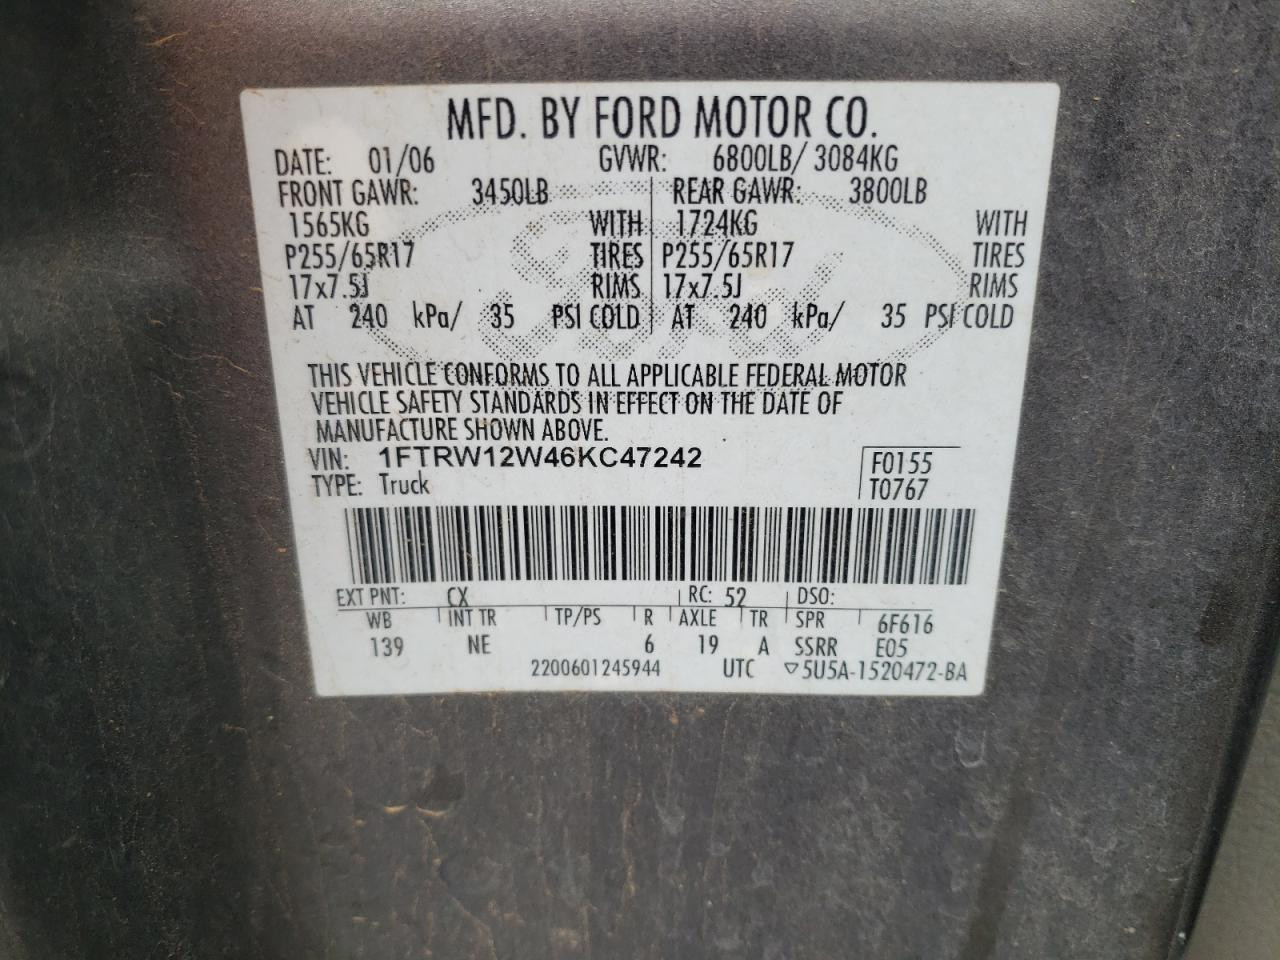 MFD. BY FORD MOTOR CO.
DATE: 01/06 GVWR: 6800LB/ 3084KG
FRONT GAWR: 3450LB REAR GAWR: 3800LB
1565KG WITH 1724KG WITH
P255/65R17 TIRES P255/65R17 TIRES
17x7.5J RIMS 17x7.5J RIMS
AT 240 kPa/ 35 PSI COLD AT 240 kPa/ 35 PSI COLD
THIS VEHICLE CONFORMS TO ALL APPLICABLE FEDERAL MOTOR
VEHICLE SAFETY STANDARDS IN EFFECT ON THE DATE OF
MANUFACTURE SHOWN ABOVE.
VIN: 1FTRW12W46KC47242 F0155
TYPE: Truck T0767
EXT PNT: CX RC: 52 DSO:
WB INT TR TP/PS R AXLE TR SPR 6F616
139 NE 6 19 A SSRR E05
2200601245944 UTC ▽5U5A-1520472-BA
Ford